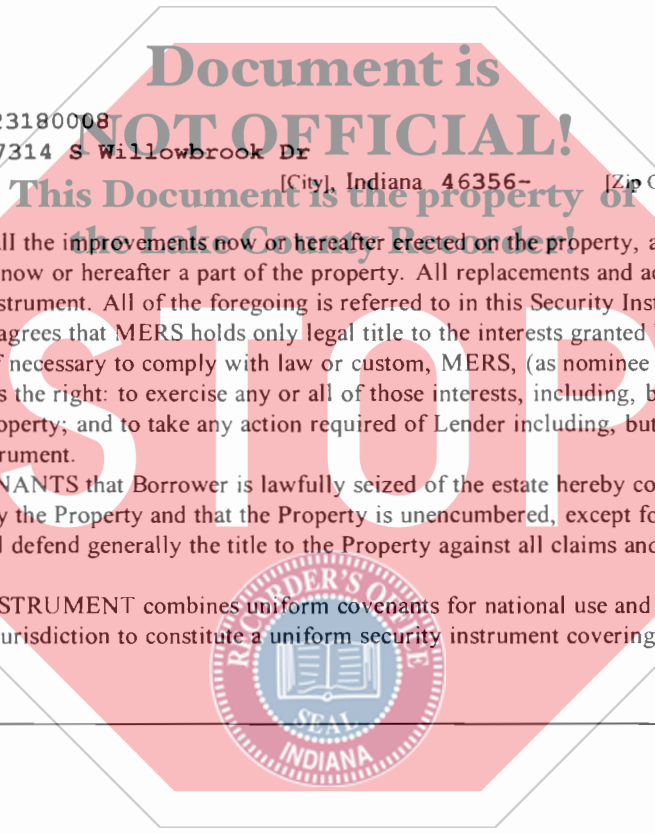 Document is
NOT OFFICIAL!
23180008
7314 S Willowbrook Dr
This Document is the property of
[City], Indiana 46356- [Zip
the Lake County Recorder!
all the improvements now or hereafter erected on the property,
now or hereafter a part of the property. All replacements and
strument. All of the foregoing is referred to in this Security Inst
agrees that MERS holds only legal title to the interests granted
f necessary to comply with law or custom, MERS, (as nominee
s the right: to exercise any or all of those interests, including, b
operty; and to take any action required of Lender including, but
rument.
STOP
NANTS that Borrower is lawfully seized of the estate hereby co
y the Property and that the Property is unencumbered, except fo
l defend generally the title to the Property against all claims and
STRUMENT combines uniform covenants for national use and
urisdiction to constitute a uniform security instrument covering
RECORDER'S OFFICE
SEAL
INDIANA